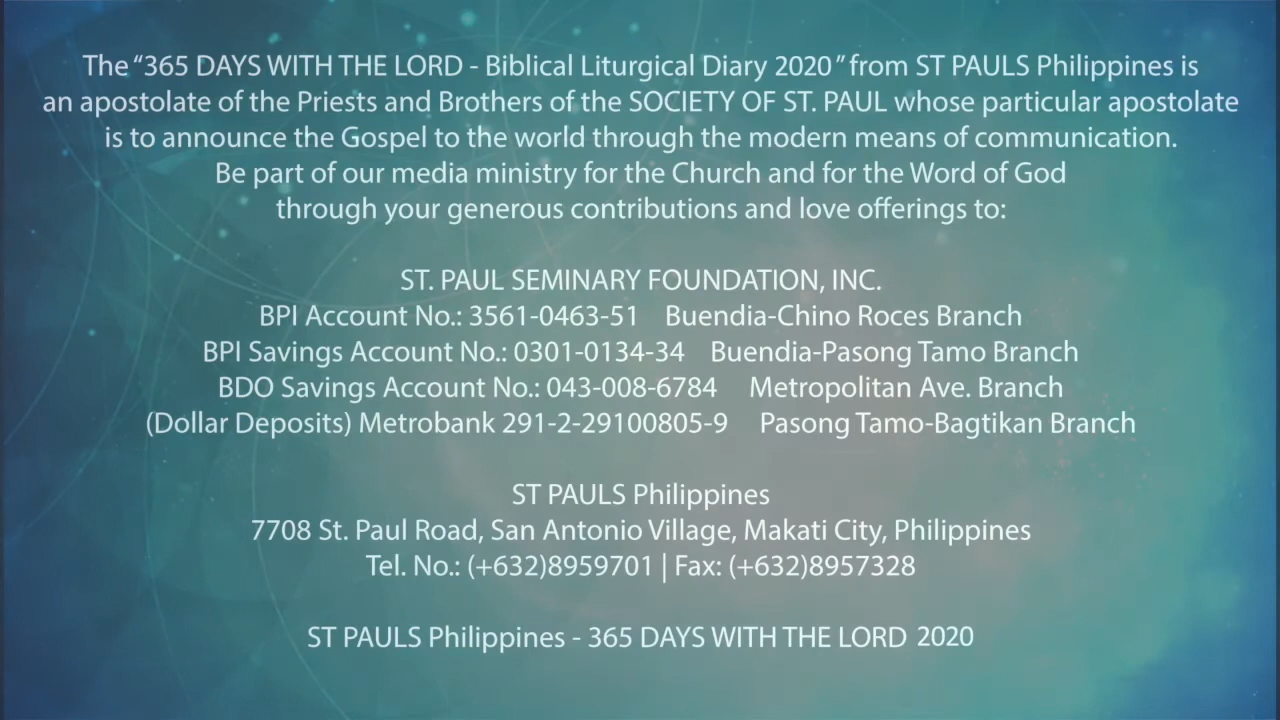 The “365 DAYS WITH THE LORD - Biblical Liturgical Diary 2020” from ST PAULS Philippines is
an apostolate of the Priests and Brothers of the SOCIETY OF ST. PAUL whose particular apostolate
is to announce the Gospel to the world through the modern means of communication.
Be part of our media ministry for the Church and for the Word of God
through your generous contributions and love offerings to:
ST. PAUL SEMINARY FOUNDATION, INC.
BPI Account No.: 3561-0463-51 Buendia-Chino Roces Branch
BPI Savings Account No.: 0301-0134-34 Buendia-Pasong Tamo Branch
BDO Savings Account No.: 043-008-6784 Metropolitan Ave. Branch
(Dollar Deposits) Metrobank 291-2-29100805-9 Pasong Tamo-Bagtikan Branch
ST PAULS Philippines
7708 St. Paul Road, San Antonio Village, Makati City, Philippines
Tel. No.: (+632)8959701 | Fax: (+632)8957328
ST PAULS Philippines - 365 DAYS WITH THE LORD 2020